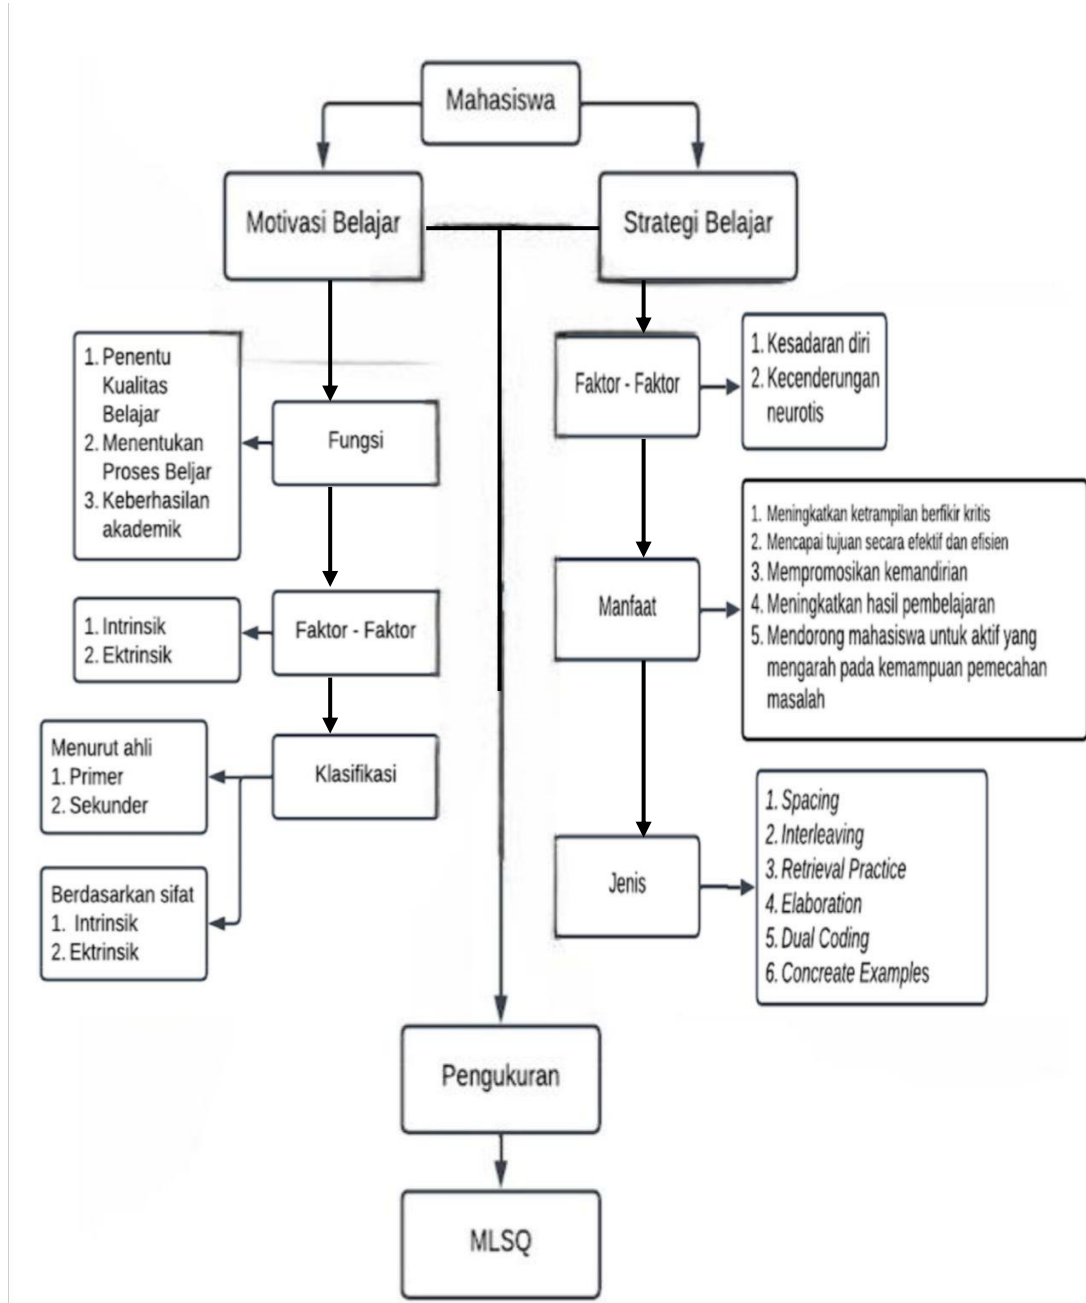 Mahasiswa
Motivasi Belajar
Strategi Belajar
1. Penentu
Kualitas
Belajar
2. Menentukan
Proses Beljar
3. Keberhasilan
akademik
Fungsi
1. Intrinsik
2. Ektrinsik
Faktor - Faktor
Menurut ahli
1. Primer
2. Sekunder
Klasifikasi
Berdasarkan sifat
1. Intrinsik
2. Ektrinsik
Faktor - Faktor
1. Kesadaran diri
2. Kecenderungan
neurotis
Manfaat
1. Meningkatkan ketrampilan berfikir kritis
2. Mencapai tujuan secara efektif dan efisien
3. Mempromosikan kemandirian
4. Meningkatkan hasil pembelajaran
5. Mendorong mahasiswa untuk aktif yang
mengarah pada kemampuan pemecahan
masalah
Jenis
1. Spacing
2. Interleaving
3. Retrieval Practice
4. Elaboration
5. Dual Coding
6. Concreate Examples
Pengukuran
MLSQ